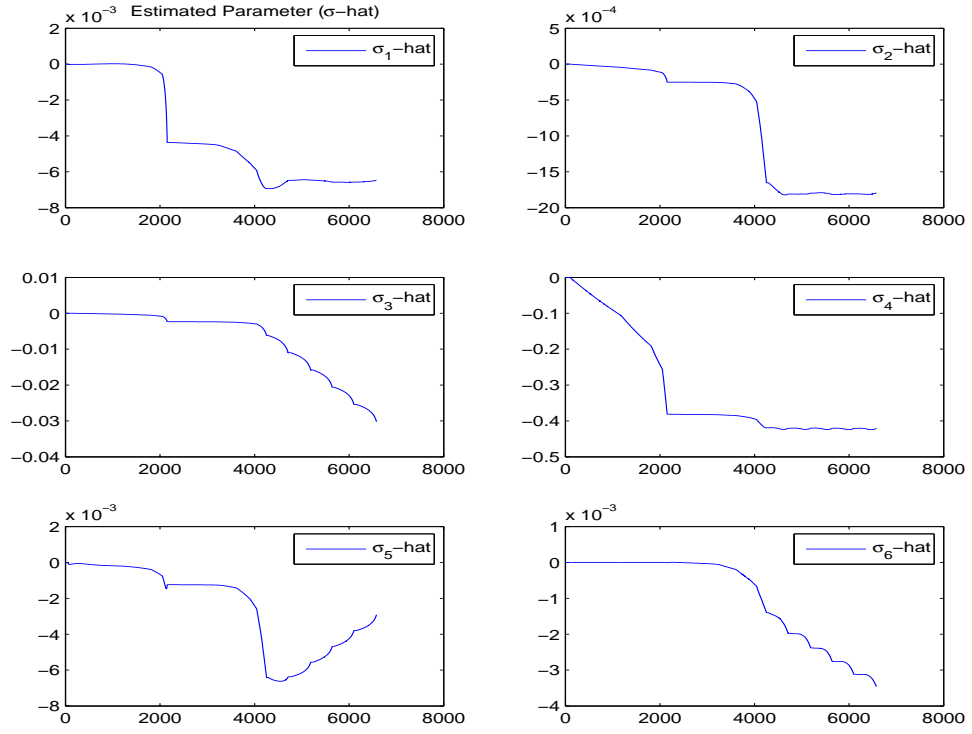 x 10⁻³ Estimated Parameter (σ−hat)
2
0
−2
−4
−6
−8
0 2000 4000 6000 8000
σ₁−hat
x 10⁻⁴
5
0
−5
−10
−15
−20
0 2000 4000 6000 8000
σ₂−hat
0.01
0
−0.01
−0.02
−0.03
−0.04
0 2000 4000 6000 8000
σ₃−hat
0
−0.1
−0.2
−0.3
−0.4
−0.5
0 2000 4000 6000 8000
σ₄−hat
x 10⁻³
2
0
−2
−4
−6
−8
0 2000 4000 6000 8000
σ₅−hat
x 10⁻³
1
0
−1
−2
−3
−4
0 2000 4000 6000 8000
σ₆−hat